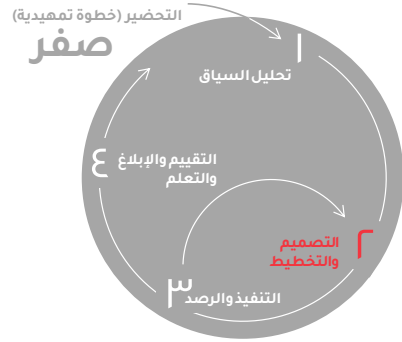 التحضير (خطوة تمهيدية)
صفر
١
تحليل السياق
٢
التصميم
والتخطيط
٣
التنفيذ والرصد
٤
التقييم والإبلاغ
والتعلم